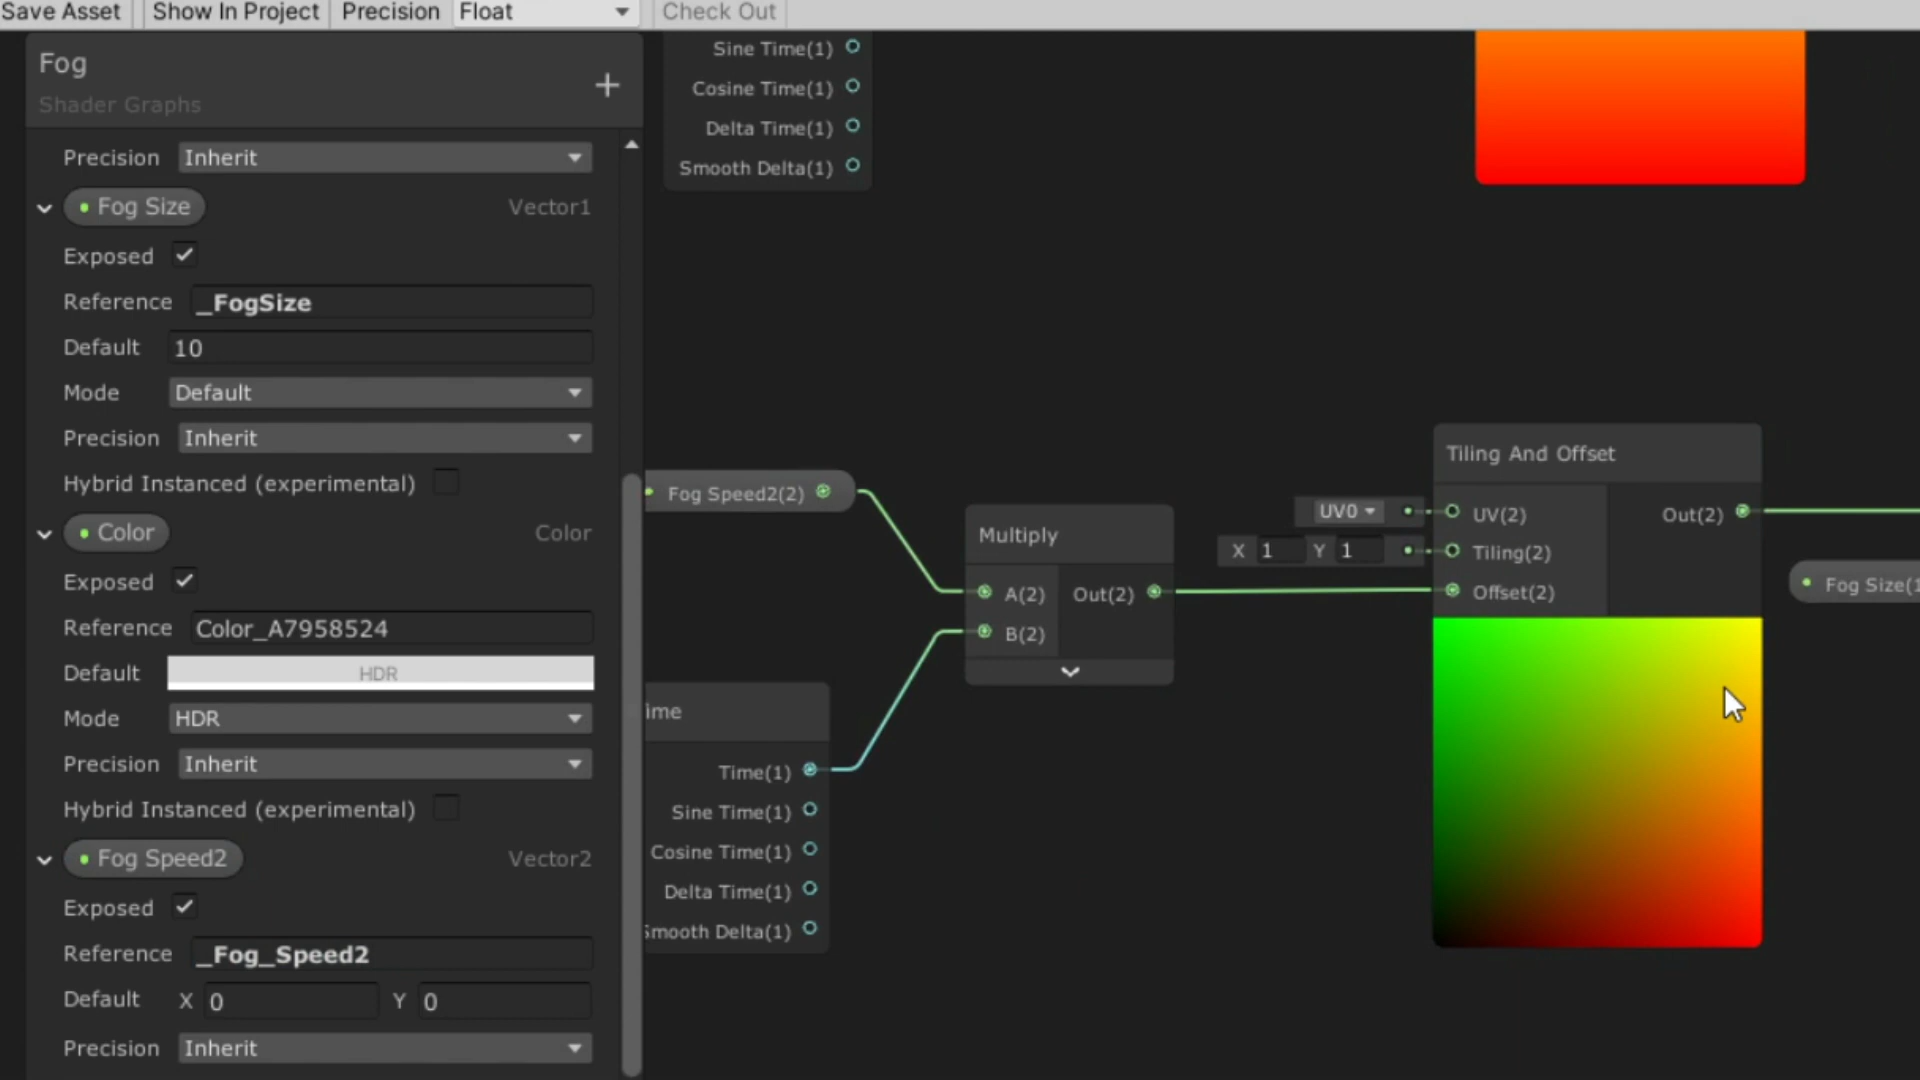 Save Asset Show In Project Precision Float Check Out
Fog
Shader Graphs
Precision Inherit
Fog Size Vector1
Exposed
Reference _FogSize
Default 10
Mode Default
Precision Inherit
Hybrid Instanced (experimental)
Color Color
Exposed
Reference Color_A7958524
Default HDR
Mode HDR
Precision Inherit
Hybrid Instanced (experimental)
Fog Speed2 Vector2
Exposed
Reference _Fog_Speed2
Default X 0 Y 0
Precision Inherit
Sine Time(1)
Cosine Time(1)
Delta Time(1)
Smooth Delta(1)
Fog Speed2(2)
Multiply
A(2) Out(2)
B(2)
Time(1)
Sine Time(1)
Cosine Time(1)
Delta Time(1)
Smooth Delta(1)
Tiling And Offset
UV0 UV(2) Out(2)
X 1 Y 1 Tiling(2)
Offset(2)
Fog Size(1